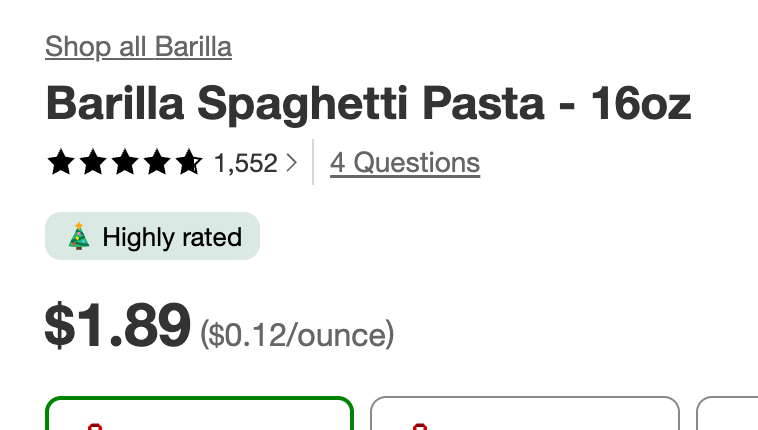 Shop all Barilla
Barilla Spaghetti Pasta - 16oz
1,552
4 Questions
Highly rated
$1.89 ($0.12/ounce)